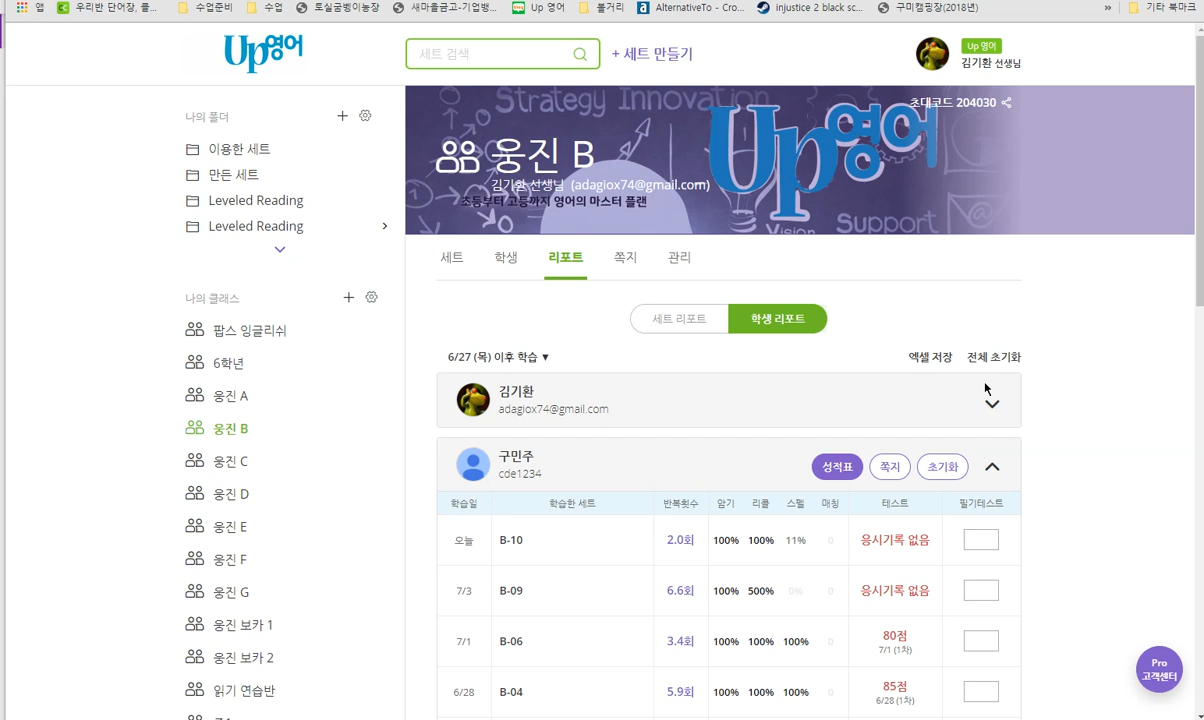 앱
우리반 단어장, 클...
수업준비
수업
토실굼벙이농장
새마을금고-기업뱅...
Up 영어
볼거리
AlternativeTo - Cro...
injustice 2 black sc...
구미캠핑장(2018년)
»
기타 북마크
Up영어
세트 검색
+ 세트 만들기
Up 영어
김기환 선생님
나의 폴더
이용한 세트
만든 세트
Leveled Reading
Leveled Reading
나의 클래스
팝스 잉글리쉬
6학년
웅진 A
웅진 B
웅진 C
웅진 D
웅진 E
웅진 F
웅진 G
웅진 보카 1
웅진 보카 2
읽기 연습반
Strategy Innovation
초대코드 204030
웅진 B
Up영어
김기환 선생님 (adagiox74@gmail.com)
초등부터 고등까지 영어의 마스터 플랜
Vision Support
세트 학생 리포트 쪽지 관리
세트 리포트 학생 리포트
6/27 (목) 이후 학습 ▼ 엑셀 저장 전체 초기화
김기환
adagiox74@gmail.com
구민주
cde1234
성적표 쪽지 초기화
학습일 학습한 세트 반복횟수 암기 리콜 스펠 매칭 테스트 필기테스트
오늘 B-10 2.0회 100% 100% 11% 0 응시기록 없음
7/3 B-09 6.6회 100% 500% 0% 0 응시기록 없음
7/1 B-06 3.4회 100% 100% 100% 0 80점
7/1 (1차)
6/28 B-04 5.9회 100% 100% 100% 0 85점
6/28 (1차)
Pro
고객센터